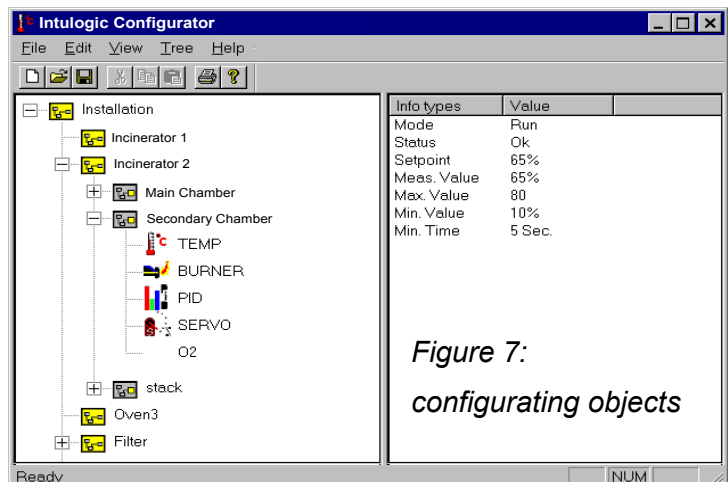 Intulogic Configurator
File Edit View Tree Help
Installation
Incinerator 1
Incinerator 2
Main Chamber
Secondary Chamber
°C TEMP
BURNER
PID
SERVO
O2
stack
Oven3
Filter
Info types Value
Mode Run
Status Ok
Setpoint 65%
Meas. Value 65%
Max. Value 80
Min. Value 10%
Min. Time 5 Sec.
Figure 7:
configurating objects
Ready NUM